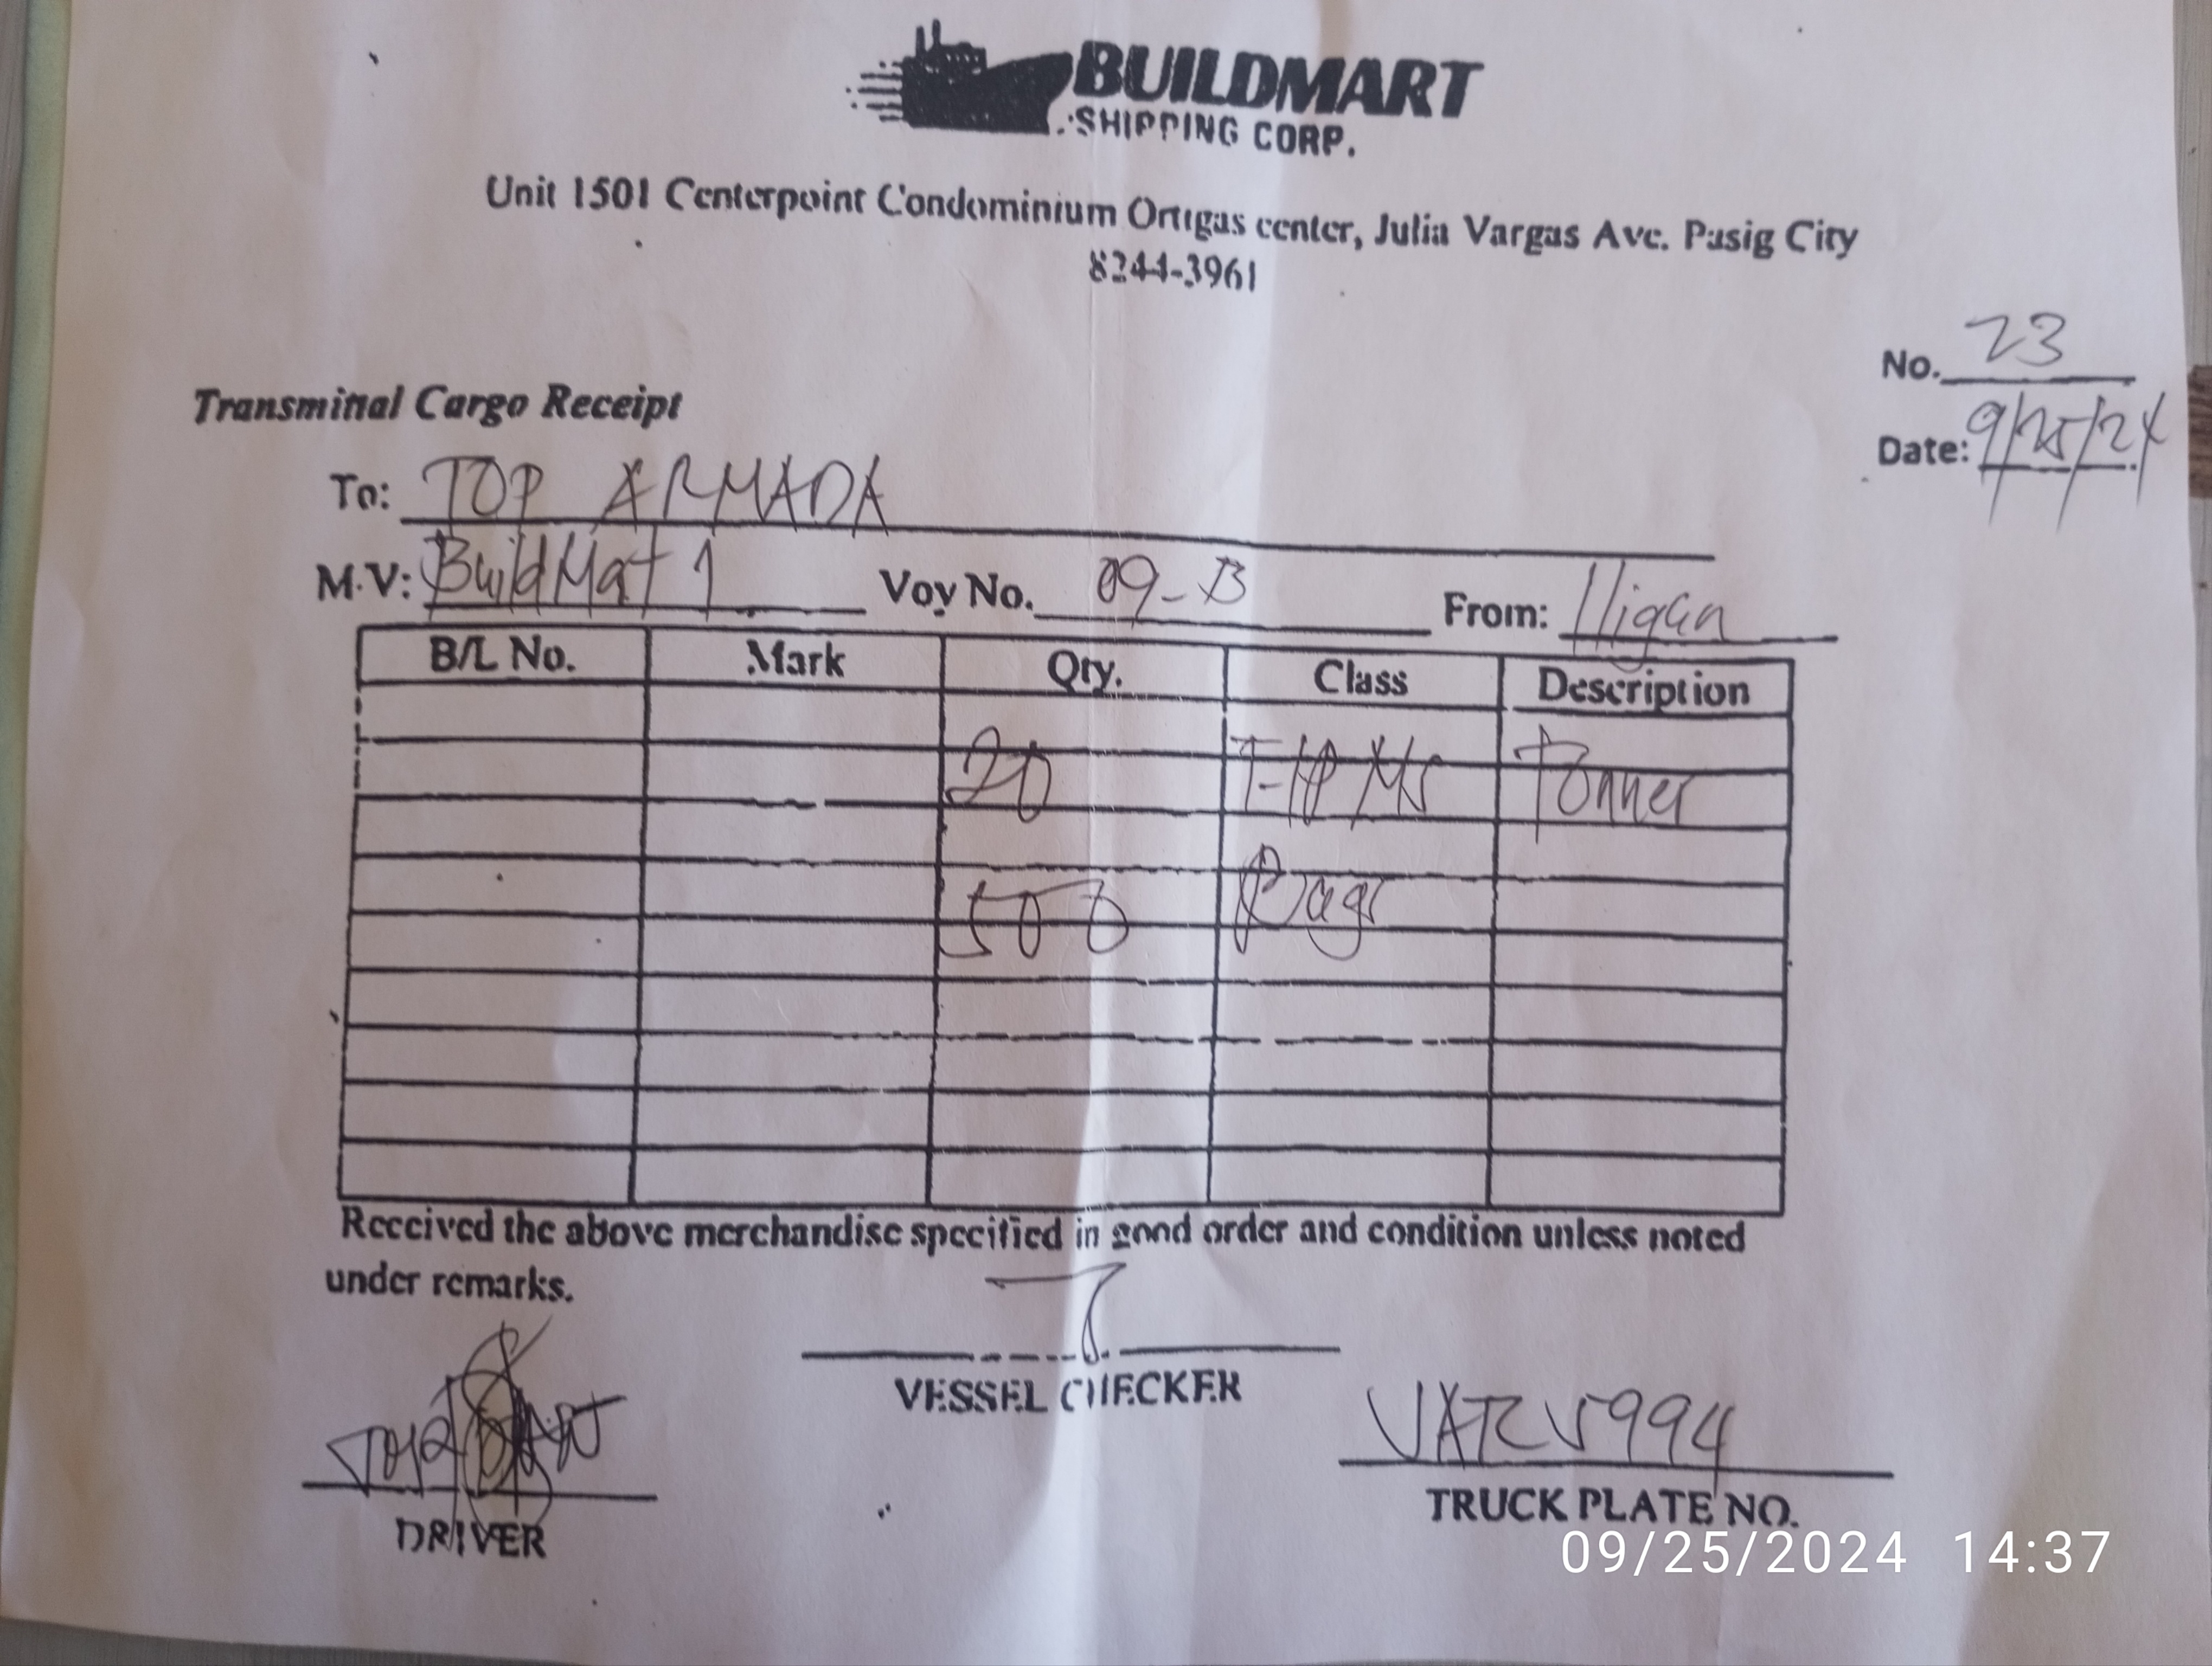 BUILDMART
SHIPPING CORP.
Unit 1501 Centerpoint Condominium Ortigas center, Julia Vargas Ave. Pasig City
8244-3961
No. 23
Date: 9/25/24
Transmittal Cargo Receipt
To: TOP ARMADA
M.V: BuildMat 1 Voy No. 09-B From: Iligan
B/L No. Mark Qty. Class Description
20 Tonner
500 Bags
Received the above merchandise specified in good order and condition unless noted
under remarks.
VESSEL CHECKER
DRIVER
TRUCK PLATE NO.
09/25/2024 14:37